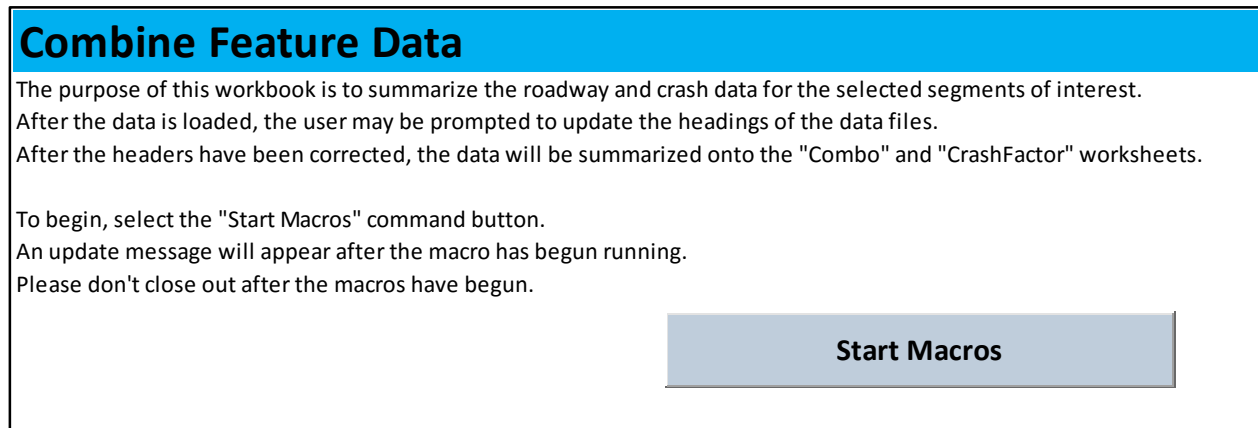 Combine Feature Data
The purpose of this workbook is to summarize the roadway and crash data for the selected segments of interest.
After the data is loaded, the user may be prompted to update the headings of the data files.
After the headers have been corrected, the data will be summarized onto the "Combo" and "CrashFactor" worksheets.
To begin, select the "Start Macros" command button.
An update message will appear after the macro has begun running.
Please don't close out after the macros have begun.
Start Macros